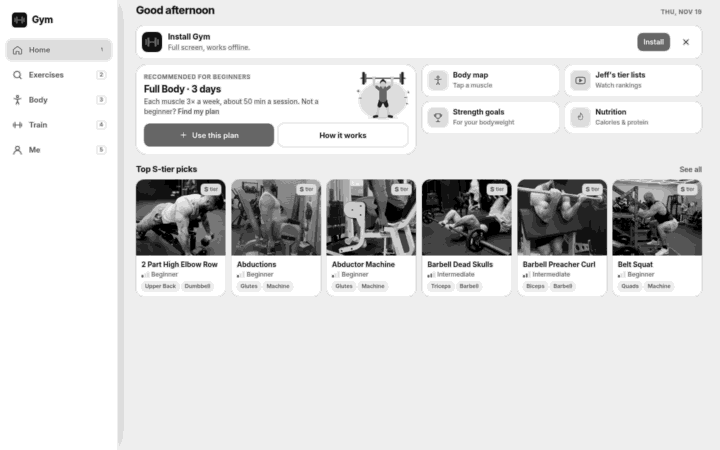 Gym
Home 1
Exercises 2
Body 3
Train 4
Me 5
Good afternoon
THU, NOV 19
Install Gym
Full screen, works offline.
Install
RECOMMENDED FOR BEGINNERS
Full Body · 3 days
Each muscle 3× a week, about 50 min a session. Not a
beginner? Find my plan
+ Use this plan
How it works
Body map
Tap a muscle
Jeff's tier lists
Watch rankings
Strength goals
For your bodyweight
Nutrition
Calories & protein
Top S-tier picks
See all
S tier
S tier
S tier
S tier
S tier
S tier
2 Part High Elbow Row
Beginner
Upper Back Dumbbell
Abductions
Beginner
Glutes Machine
Abductor Machine
Beginner
Glutes Machine
Barbell Dead Skulls
Intermediate
Triceps Barbell
Barbell Preacher Curl
Intermediate
Biceps Barbell
Belt Squat
Beginner
Quads Machine